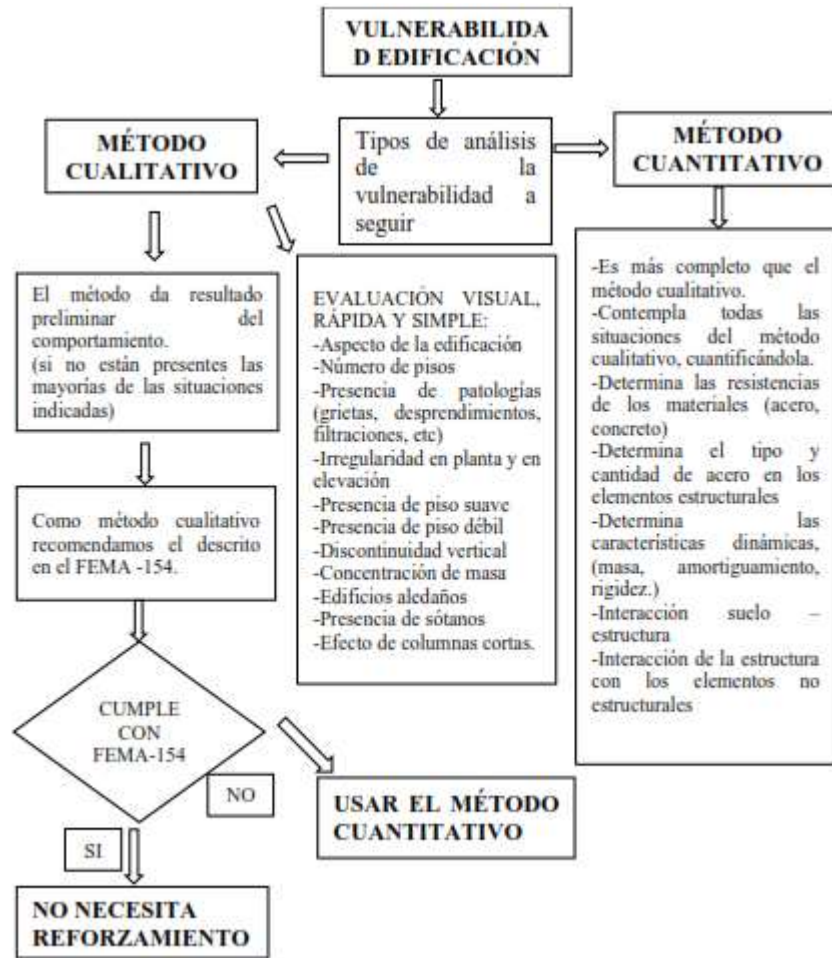 VULNERABILIDA
D EDIFICACIÓN
Tipos de análisis
de la
vulnerabilidad a
seguir
MÉTODO
CUALITATIVO
MÉTODO
CUANTITATIVO
El método da resultado
preliminar del
comportamiento.
(si no están presentes las
mayorías de las situaciones
indicadas)
Como método cualitativo
recomendamos el descrito
en el FEMA -154.
CUMPLE
CON
FEMA-154
NO
SI
NO NECESITA
REFORZAMIENTO
USAR EL MÉTODO
CUANTITATIVO
EVALUACIÓN VISUAL,
RÁPIDA Y SIMPLE:
-Aspecto de la edificación
-Número de pisos
-Presencia de patologías
(grietas, desprendimientos,
filtraciones, etc)
-Irregularidad en planta y en
elevación
-Presencia de piso suave
-Presencia de piso débil
-Discontinuidad vertical
-Concentración de masa
-Edificios aledaños
-Presencia de sótanos
-Efecto de columnas cortas.
-Es más completo que el
método cualitativo.
-Contempla todas las
situaciones del método
cualitativo, cuantificándola.
-Determina las resistencias
de los materiales (acero,
concreto)
-Determina el tipo y
cantidad de acero en los
elementos estructurales
-Determina las
características dinámicas,
(masa, amortiguamiento,
rigidez.)
-Interacción suelo –
estructura
-Interacción de la estructura
con los elementos no
estructurales